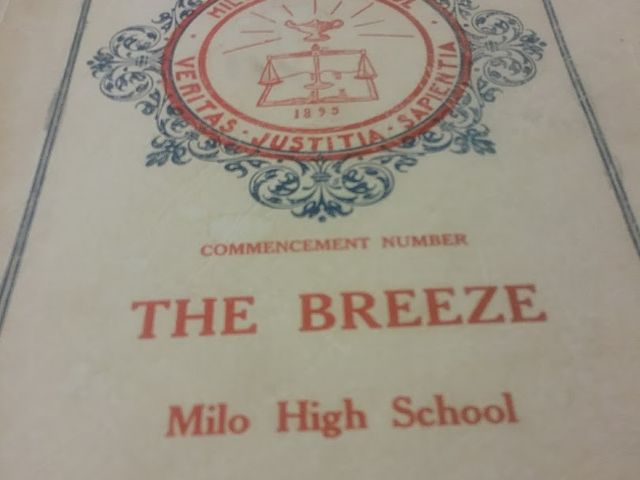 1895
VERITAS · JUSTITIA · SAPIENTIA
COMMENCEMENT NUMBER
THE BREEZE
Milo High School